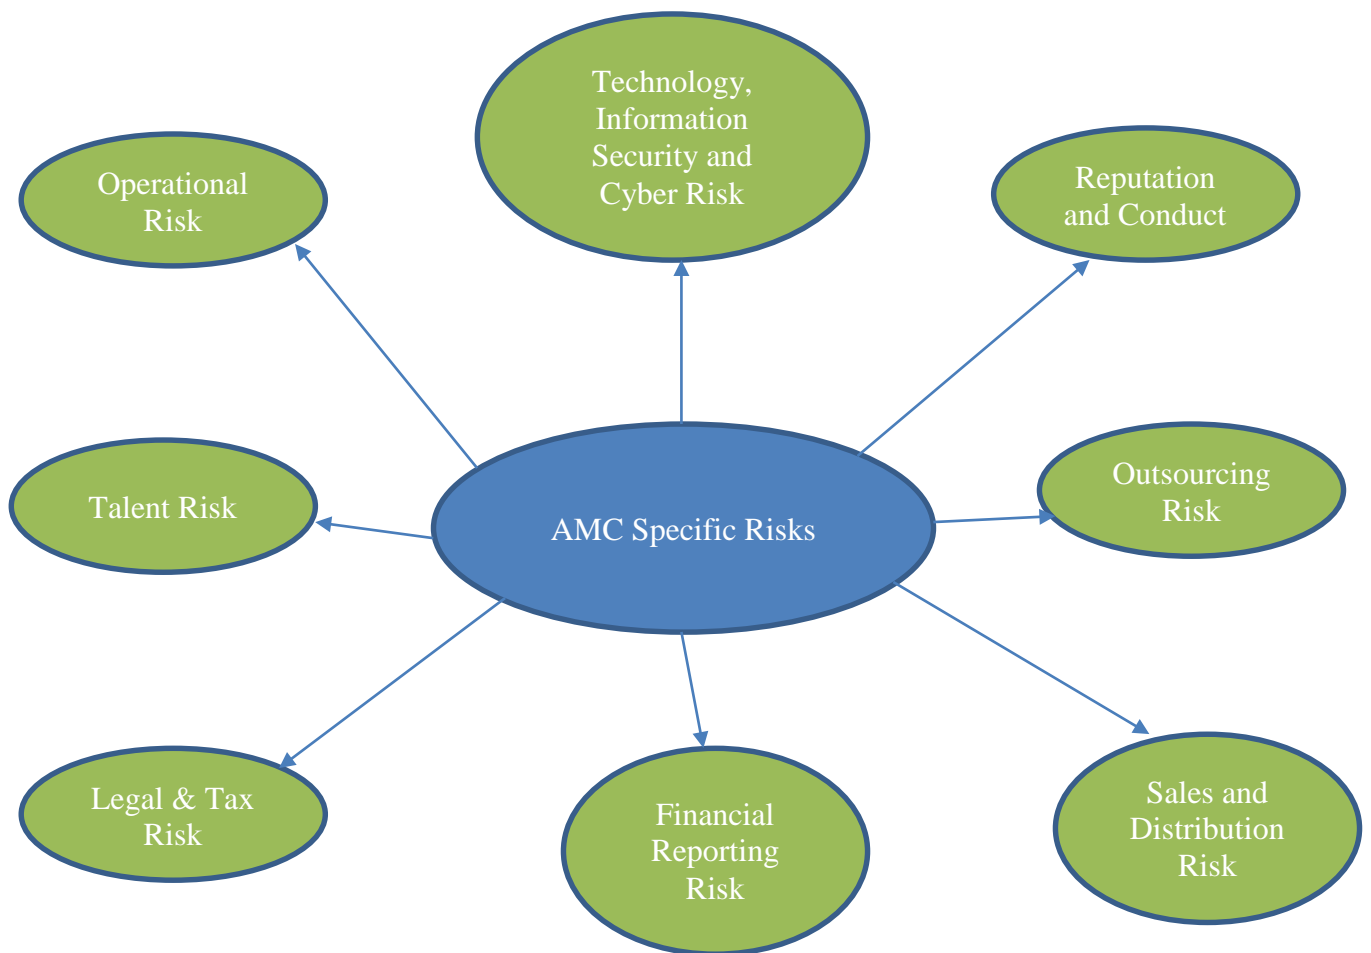 Technology,
Information
Security and
Cyber Risk
Operational
Risk
Reputation
and Conduct
Talent Risk
AMC Specific Risks
Outsourcing
Risk
Legal & Tax
Risk
Financial
Reporting
Risk
Sales and
Distribution
Risk